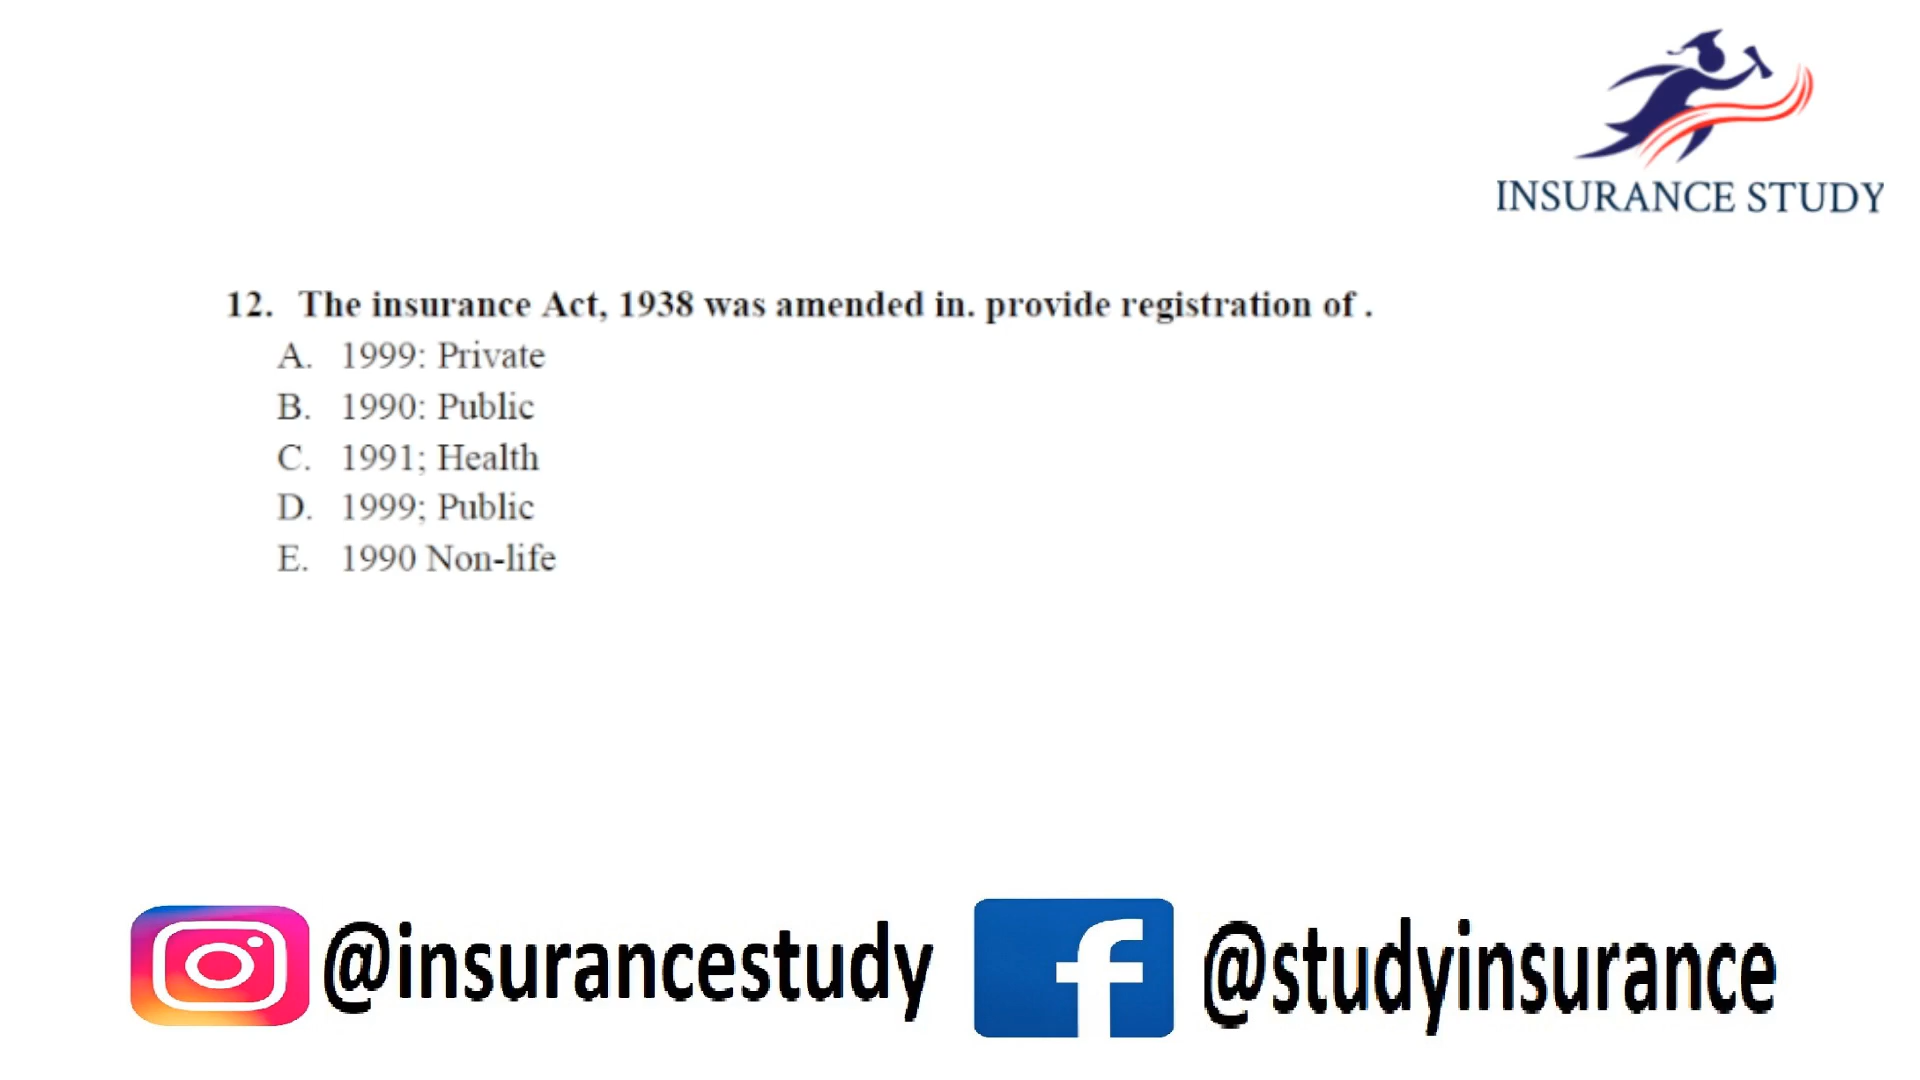 INSURANCE STUDY
12. The insurance Act, 1938 was amended in. provide registration of .
A. 1999: Private
B. 1990: Public
C. 1991; Health
D. 1999; Public
E. 1990 Non-life
@insurancestudy
@studyinsurance